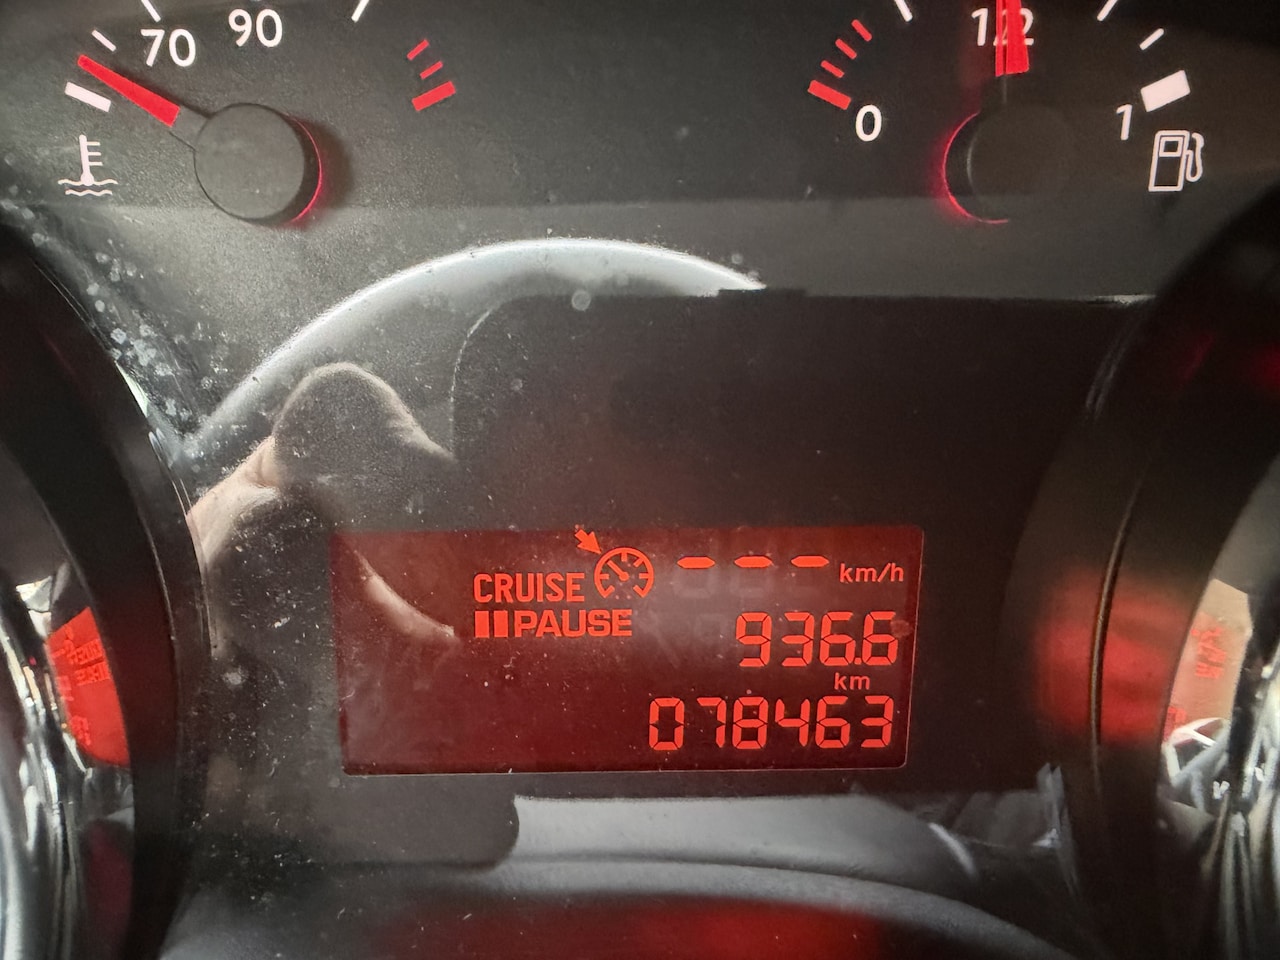 70 90
0 1/2 1
CRUISE --- km/h
PAUSE
936.6
km
078463